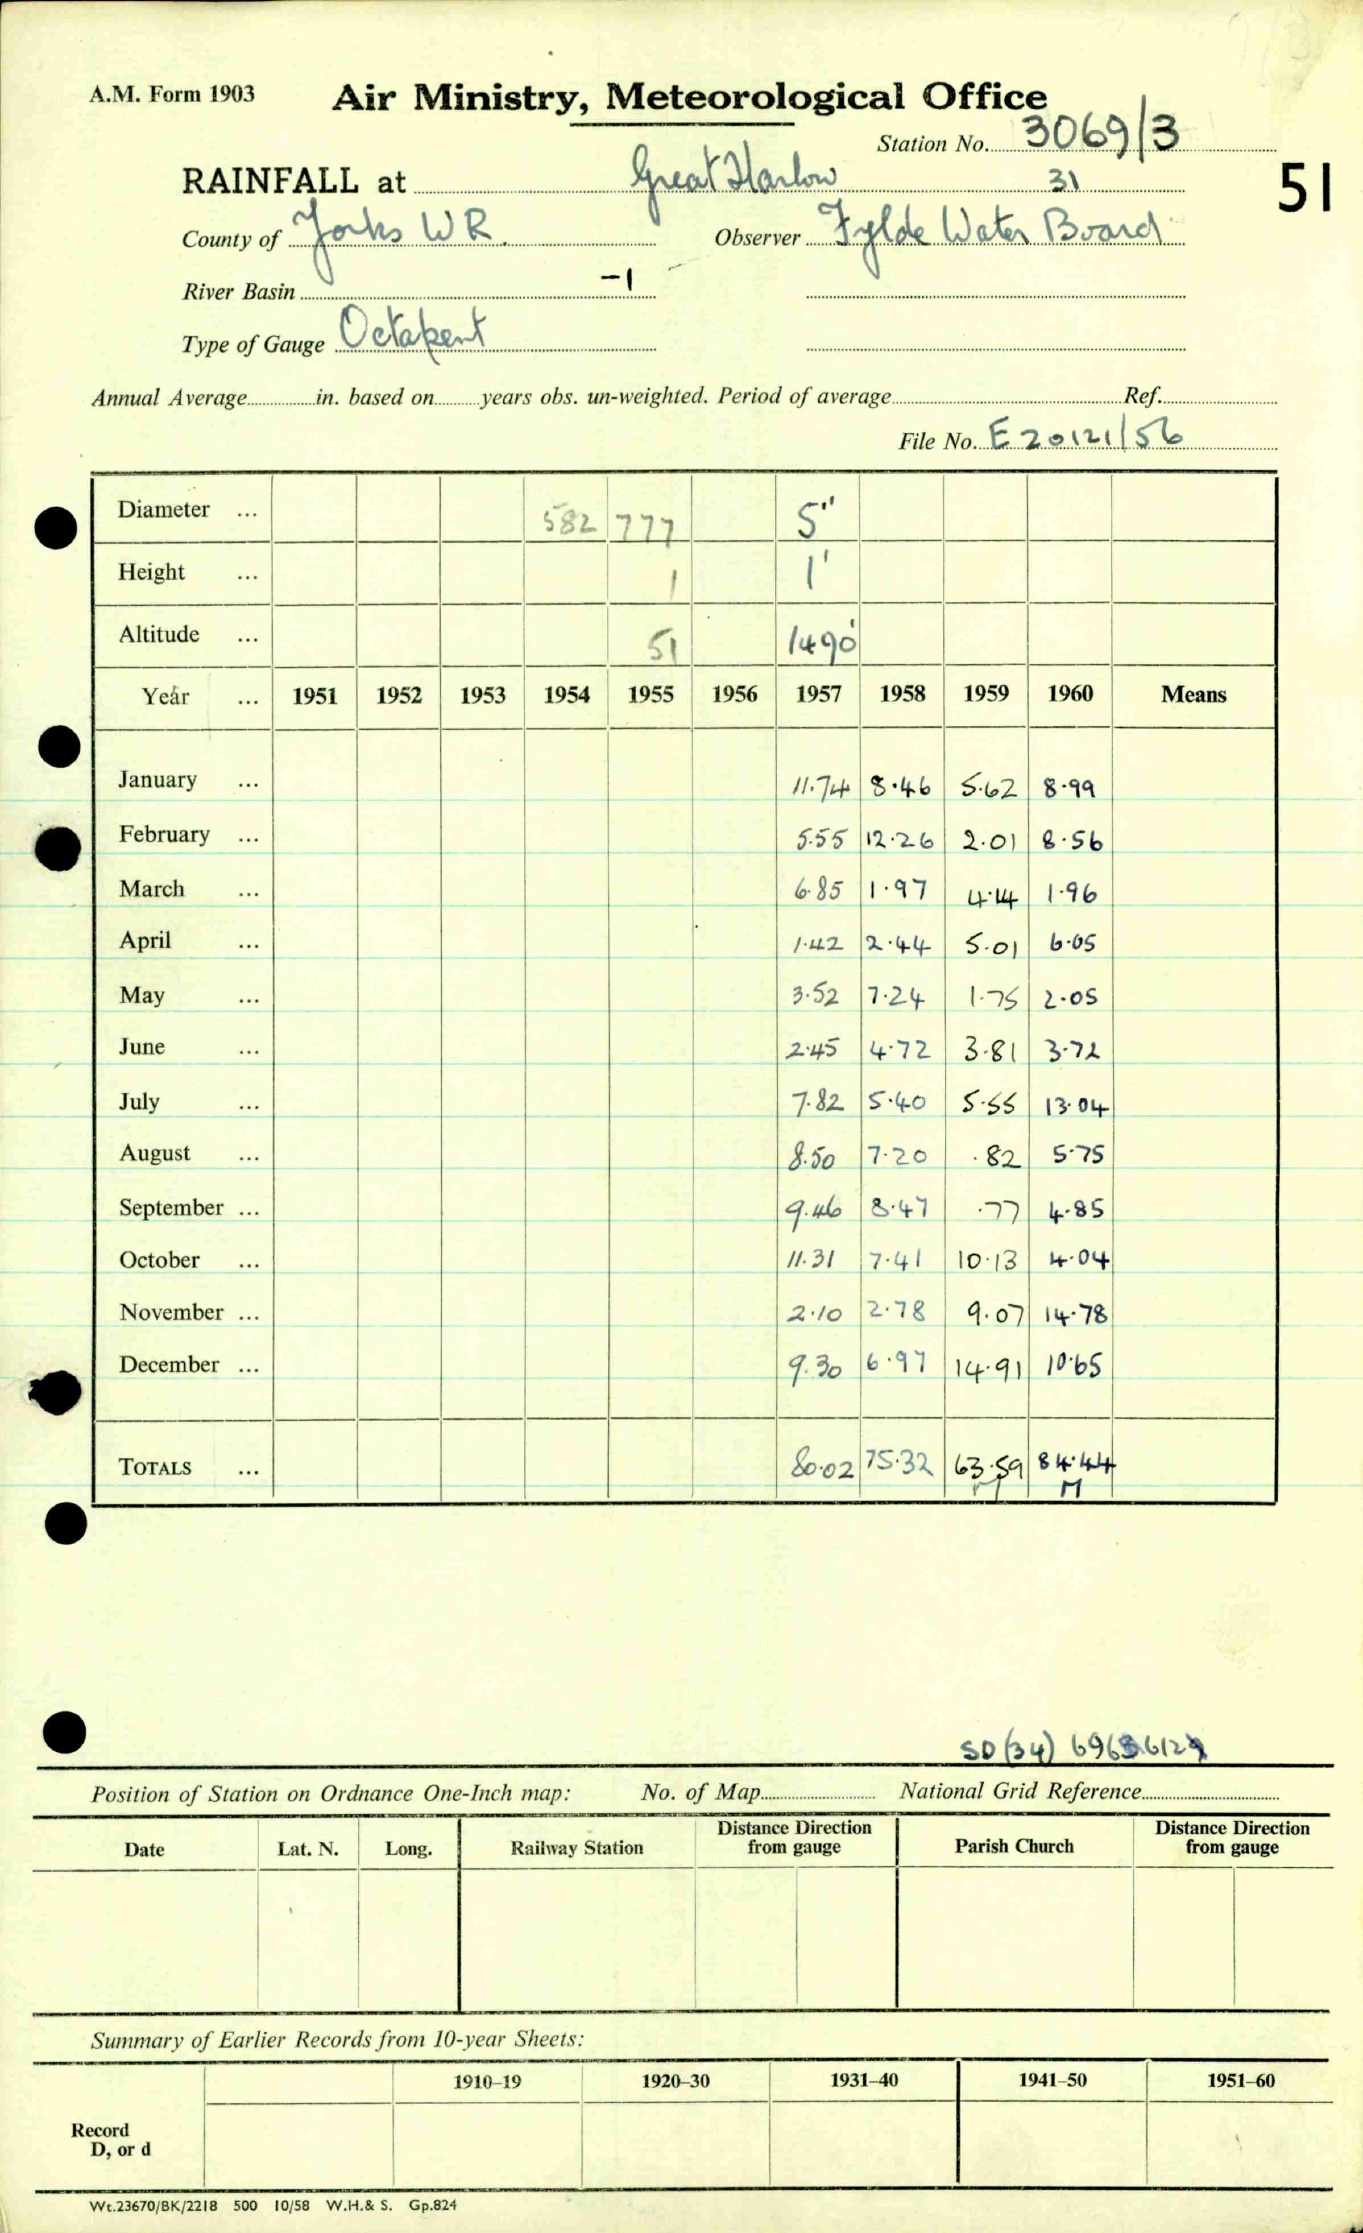 A.M. Form 1903 Air Ministry, Meteorological Office
Station No. 3069/3
RAINFALL at Great Harlow 31
51
County of Yorks W R. Observer Fylde Water Board
River Basin -1
Type of Gauge Octapent
Annual Average in. based on years obs. un-weighted. Period of average Ref.
File No. E20121/56
Diameter ... 582 777 5"
Height ... 1 1'
Altitude ... 51 1490'
Year ... 1951 1952 1953 1954 1955 1956 1957 1958 1959 1960 Means
January ... 11.74 8.46 5.62 8.99
February ... 5.55 12.26 2.01 8.56
March ... 6.85 1.97 4.14 1.96
April ... 1.42 2.44 5.01 6.05
May ... 3.52 7.24 1.75 2.05
June ... 2.45 4.72 3.81 3.72
July ... 7.82 5.40 5.55 13.04
August ... 8.50 7.20 .82 5.75
September ... 9.46 8.47 .77 4.85
October ... 11.31 7.41 10.13 4.04
November ... 2.10 2.78 9.07 14.78
December ... 9.30 6.97 14.91 10.65
TOTALS ... 80.02 75.32 63.59 84.44
M M
SD (34)
Position of Station on Ordnance One-Inch map: No. of Map National Grid Reference
Date Lat. N. Long. Railway Station Distance Direction from gauge Parish Church Distance Direction from gauge
Summary of Earlier Records from 10-year Sheets:
1910-19 1920-30 1931-40 1941-50 1951-60
Record
D, or d
Wt.23670/BK/2218 500 10/58 W.H.& S. Gp.824